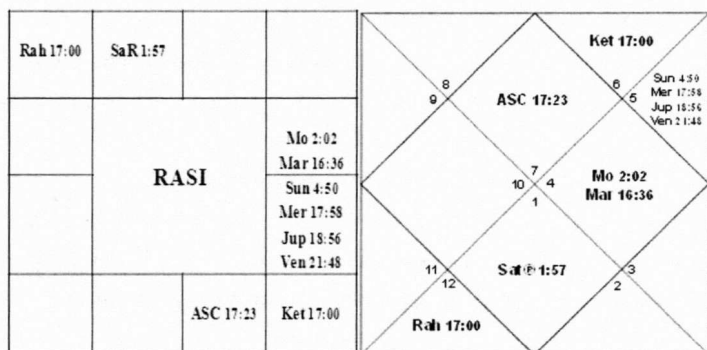 Rah 17:00
SaR 1:57
Mo 2:02
Mar 16:36
RASI
Sun 4:50
Mer 17:58
Jup 18:56
Ven 21:48
ASC 17:23
Ket 17:00
Ket 17:00
8
9
ASC 17:23
6
5
Sun 4:50
Mer 17:58
Jup 18:56
Ven 21:48
7
10
4
1
Mo 2:02
Mar 16:36
11
12
Sat® 1:57
3
2
Rah 17:00